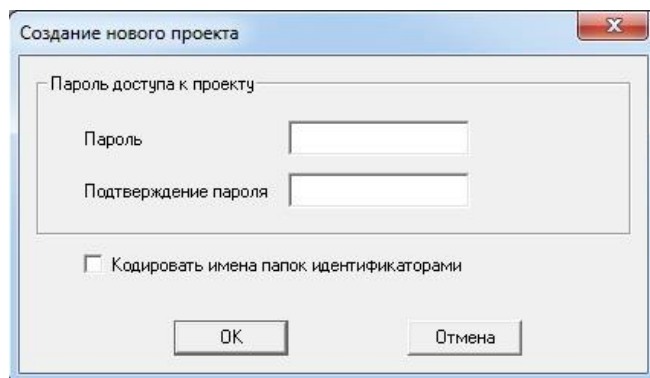 Создание нового проекта
Пароль доступа к проекту
Пароль
Подтверждение пароля
Кодировать имена папок идентификаторами
OK
Отмена